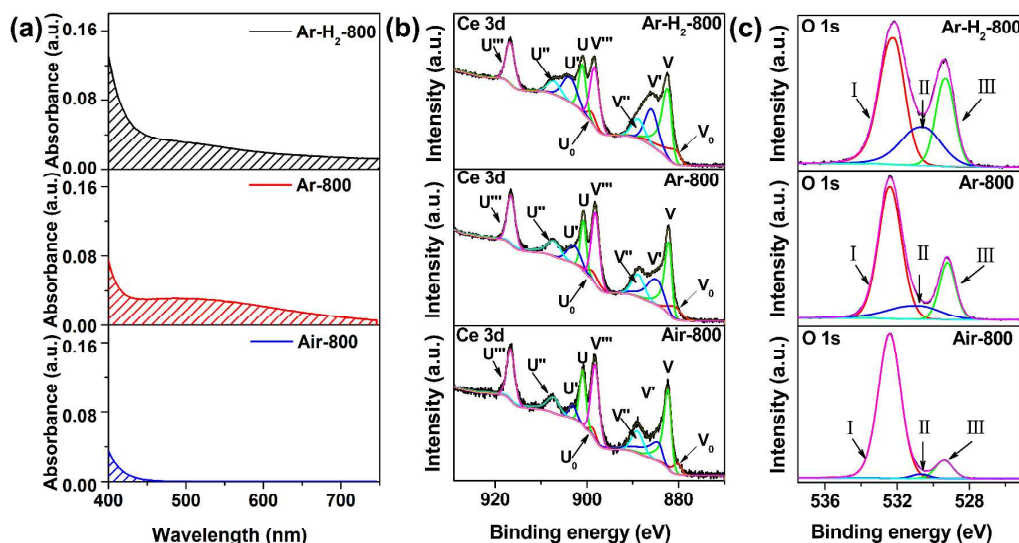 (a)
Ar-H₂-800
0.16
0.08
0.00
Absorbance (a.u.)
Ar-800
0.16
0.08
0.00
Absorbance (a.u.)
Air-800
0.16
0.08
0.00
Absorbance (a.u.)
400 500 600 700
Wavelength (nm)
(b)
Ce 3d Ar-H₂-800
U''' U'' U' U V''' V'' V' V
U₀ V₀
Intensity (a.u.)
Ce 3d Ar-800
U''' U'' U' U V''' V'' V' V
U₀ V₀
Intensity (a.u.)
Ce 3d Air-800
U''' U'' U' U V''' V'' V' V
U₀ V₀
Intensity (a.u.)
920 900 880
Binding energy (eV)
(c)
O 1s Ar-H₂-800
I II III
Intensity (a.u.)
O 1s Ar-800
I II III
Intensity (a.u.)
O 1s Air-800
I II III
Intensity (a.u.)
536 532 528
Binding energy (eV)